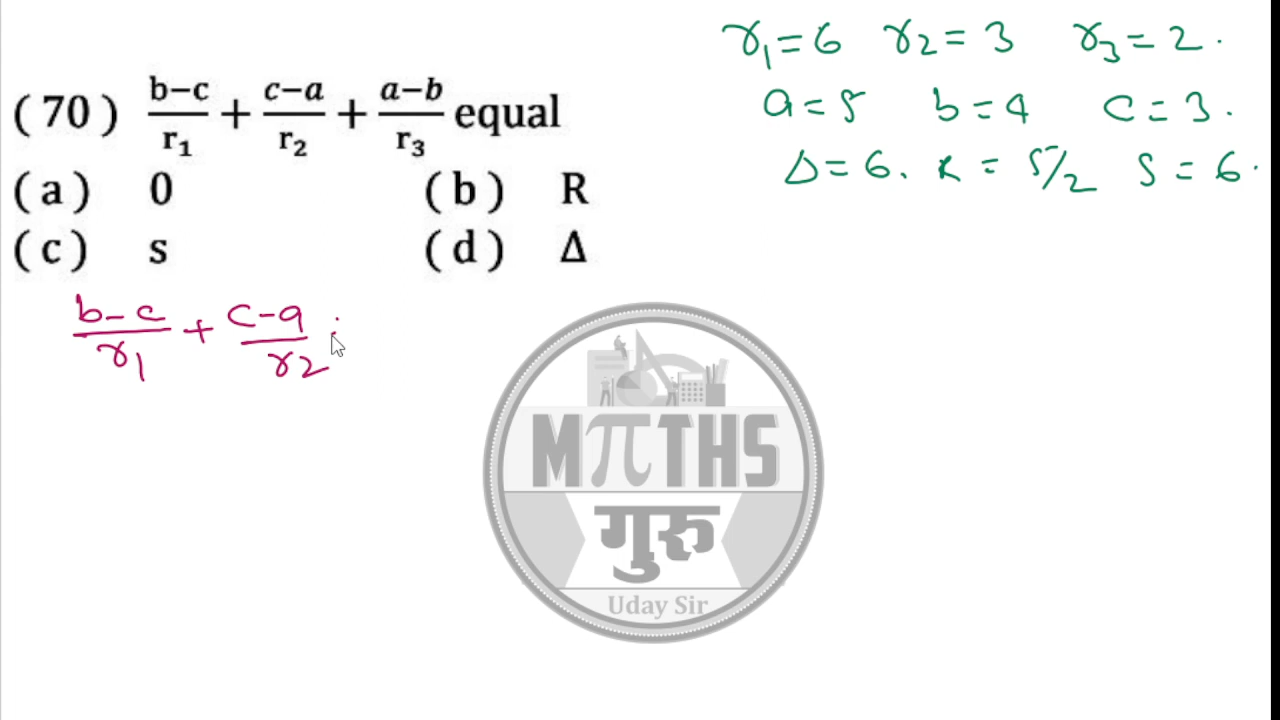 r₁ = 6 r₂ = 3 r₃ = 2.
(70) b−c/r₁ + c−a/r₂ + a−b/r₃ equal
a = 5 b = 4 c = 3.
Δ = 6. R = 5/2 S = 6.
(a) 0 (b) R
(c) s (d) Δ
b−c/r₁ + c−a/r₂
MπTHS
गुरु
Uday Sir